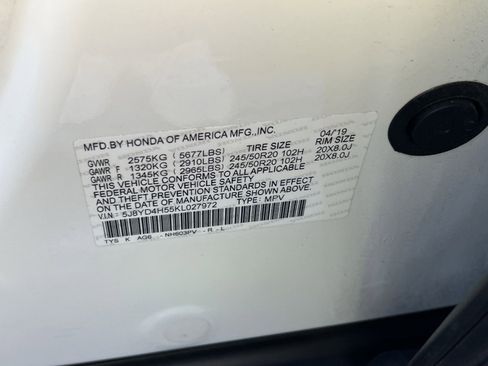 MFD.BY HONDA OF AMERICA MFG.,INC. 04/19
TIRE SIZE RIM SIZE
GVWR 2575KG ( 5677LBS)
GAWR F 1320KG ( 2910LBS) 245/50R20 102H 20X8.0J
GAWR R 1345KG ( 2965LBS) 245/50R20 102H 20X8.0J
THIS VEHICLE CONFORMS TO ALL APPLICABLE
FEDERAL MOTOR VEHICLE SAFETY
AND THEFT PREVENTION STANDARDS IN EFFECT
ON THE DATE OF MANUFACTURE SHOWN ABOVE.
V.I.N.: 5J8YD4H55KL027972 TYPE: MPV
TYS K AG6 - NH603PV - R - L